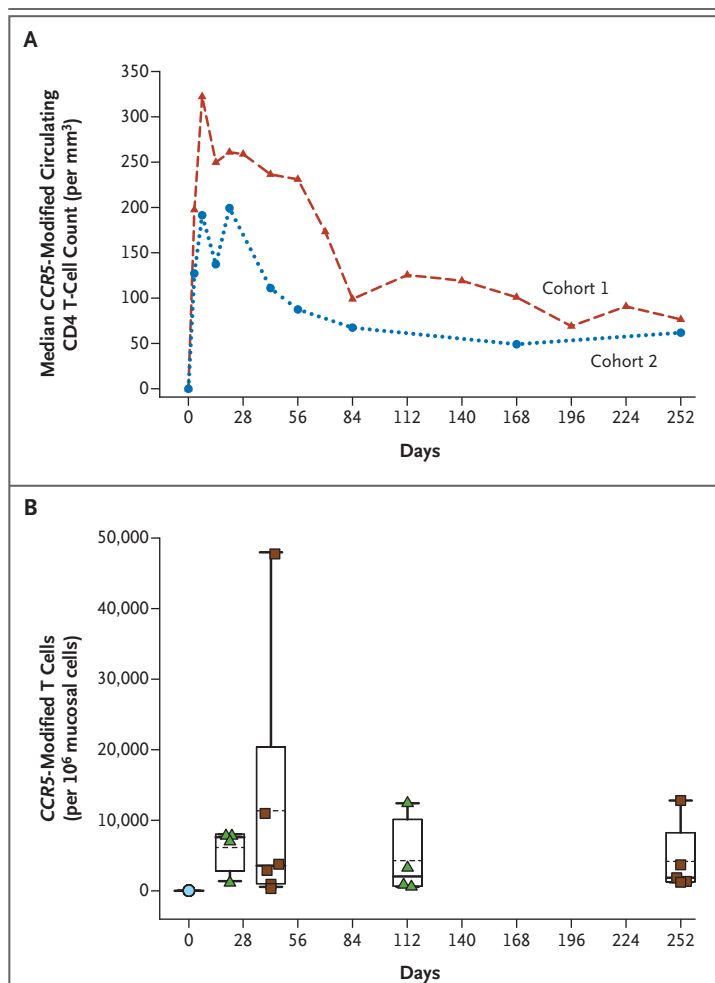 A
Median CCR5-Modified Circulating
CD4 T-Cell Count (per mm³)
350
300
250
200
150
100
50
0
Cohort 1
Cohort 2
0 28 56 84 112 140 168 196 224 252
Days
B
CCR5-Modified T Cells
(per 10⁶ mucosal cells)
50,000
40,000
30,000
20,000
10,000
0
0 28 56 84 112 140 168 196 224 252
Days